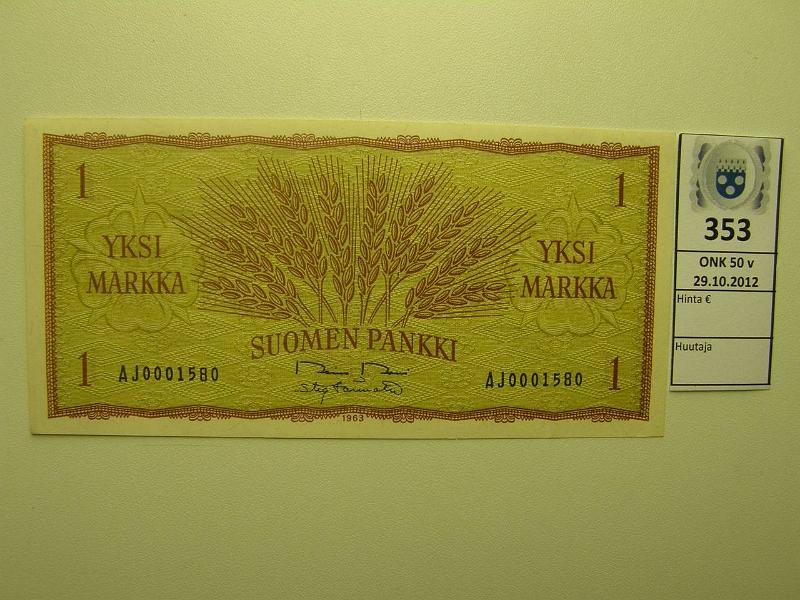 1
1
YKSI
MARKKA
YKSI
MARKKA
SUOMEN PANKKI
1
AJ0001580
AJ0001580
1
1963
353
ONK 50 v
29.10.2012
Hinta €
Huutaja